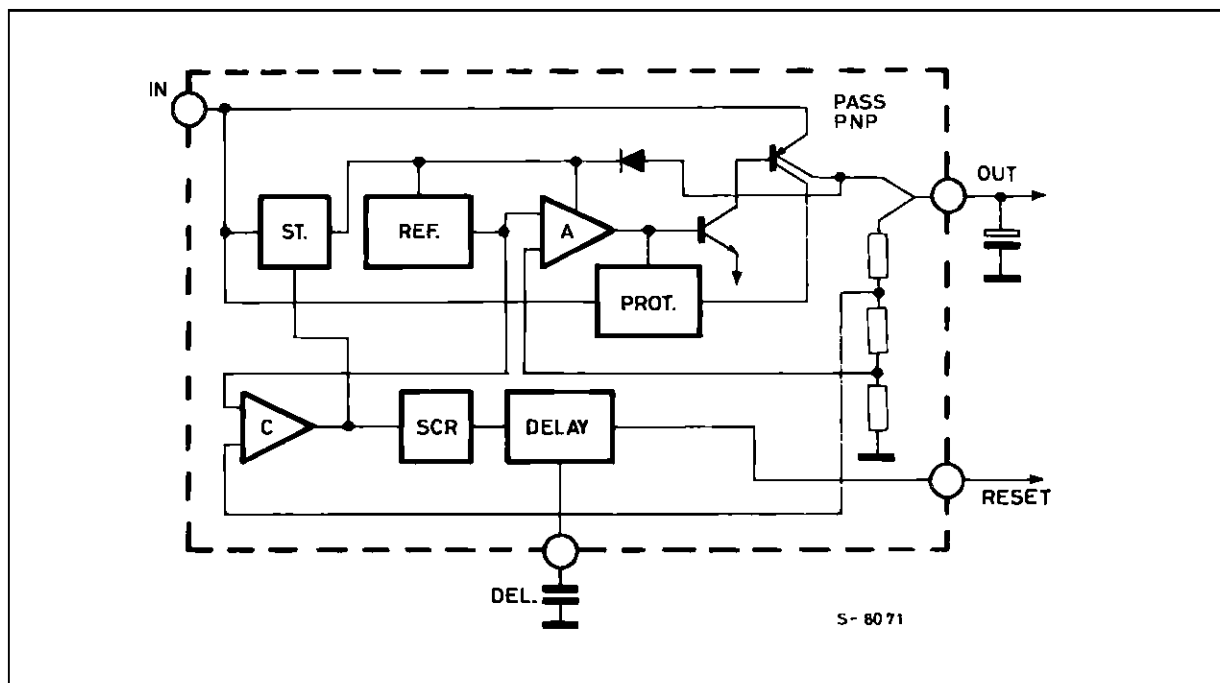 IN
PASS
PNP
OUT
ST.
REF.
A
PROT.
C
SCR
DELAY
RESET
DEL.
S-8071